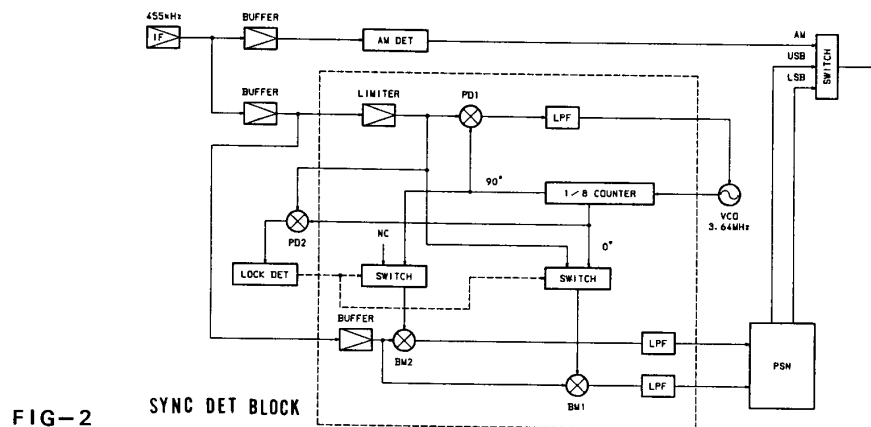 455kHz
IF
BUFFER
AM DET
AM
USB
LSB
SWITCH
BUFFER
LIMITER
PD1
LPF
90°
1/8 COUNTER
VCO
3.64MHz
PD2
NC
0°
LOCK DET
SWITCH
SWITCH
BUFFER
BM2
LPF
PSN
BM1
LPF
FIG-2
SYNC DET BLOCK